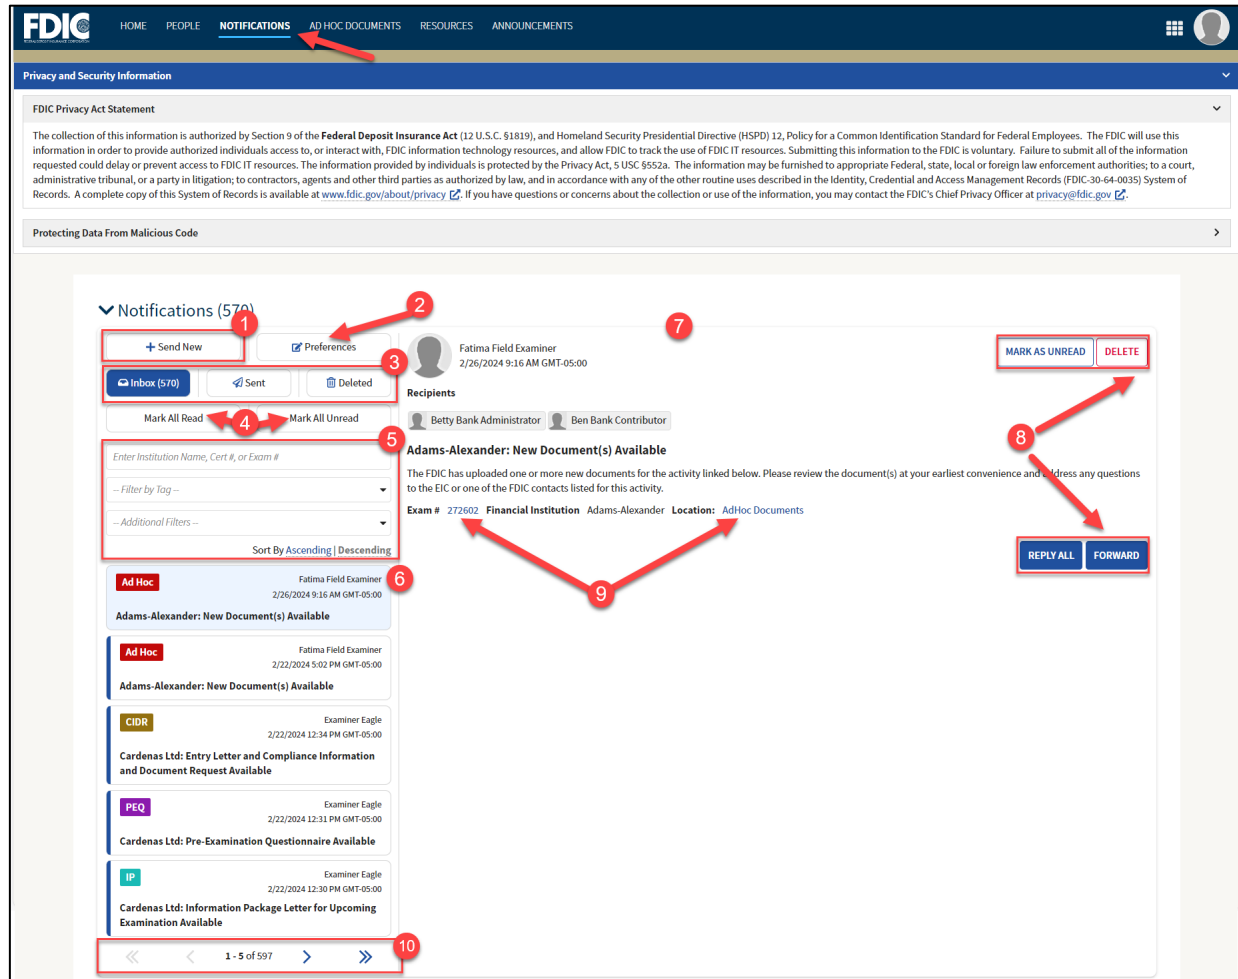 FDIC HOME PEOPLE NOTIFICATIONS AD HOC DOCUMENTS RESOURCES ANNOUNCEMENTS
FEDERAL DEPOSIT INSURANCE CORPORATION
Privacy and Security Information
FDIC Privacy Act Statement
The collection of this information is authorized by Section 9 of the Federal Deposit Insurance Act (12 U.S.C. §1819), and Homeland Security Presidential Directive (HSPD) 12, Policy for a Common Identification Standard for Federal Employees. The FDIC will use this
information in order to provide authorized individuals access to, or interact with, FDIC information technology resources, and allow FDIC to track the use of FDIC IT resources. Submitting this information to the FDIC is voluntary. Failure to submit all of the information
requested could delay or prevent access to FDIC IT resources. The information provided by individuals is protected by the Privacy Act, 5 USC §552a. The information may be furnished to appropriate Federal, state, local or foreign law enforcement authorities; to a court,
administrative tribunal, or a party in litigation; to contractors, agents and other third parties as authorized by law, and in accordance with any of the other routine uses described in the Identity, Credential and Access Management Records (FDIC-30-64-0035) System of
Records. A complete copy of this System of Records is available at www.fdic.gov/about/privacy. If you have questions or concerns about the collection or use of the information, you may contact the FDIC's Chief Privacy Officer at privacy@fdic.gov.
Protecting Data From Malicious Code
Notifications (570)
1
2
+ Send New
Preferences
3
Inbox (570)
Sent
Deleted
Mark All Read
4
Mark All Unread
5
Enter Institution Name, Cert #, or Exam #
-- Filter by Tag --
-- Additional Filters --
Sort By Ascending | Descending
6
Ad Hoc
Fatima Field Examiner
2/26/2024 9:16 AM GMT-05:00
Adams-Alexander: New Document(s) Available
Ad Hoc
Fatima Field Examiner
2/22/2024 5:02 PM GMT-05:00
Adams-Alexander: New Document(s) Available
CIDR
Examiner Eagle
2/22/2024 12:34 PM GMT-05:00
Cardenas Ltd: Entry Letter and Compliance Information
and Document Request Available
PEQ
Examiner Eagle
2/22/2024 12:31 PM GMT-05:00
Cardenas Ltd: Pre-Examination Questionnaire Available
IP
Examiner Eagle
2/22/2024 12:30 PM GMT-05:00
Cardenas Ltd: Information Package Letter for Upcoming
Examination Available
1 - 5 of 597
10
7
Fatima Field Examiner
2/26/2024 9:16 AM GMT-05:00
MARK AS UNREAD DELETE
Recipients
Betty Bank Administrator Ben Bank Contributor
8
Adams-Alexander: New Document(s) Available
The FDIC has uploaded one or more new documents for the activity linked below. Please review the document(s) at your earliest convenience and address any questions
to the EIC or one of the FDIC contacts listed for this activity.
Exam # 272602 Financial Institution Adams-Alexander Location: AdHoc Documents
REPLY ALL FORWARD
9